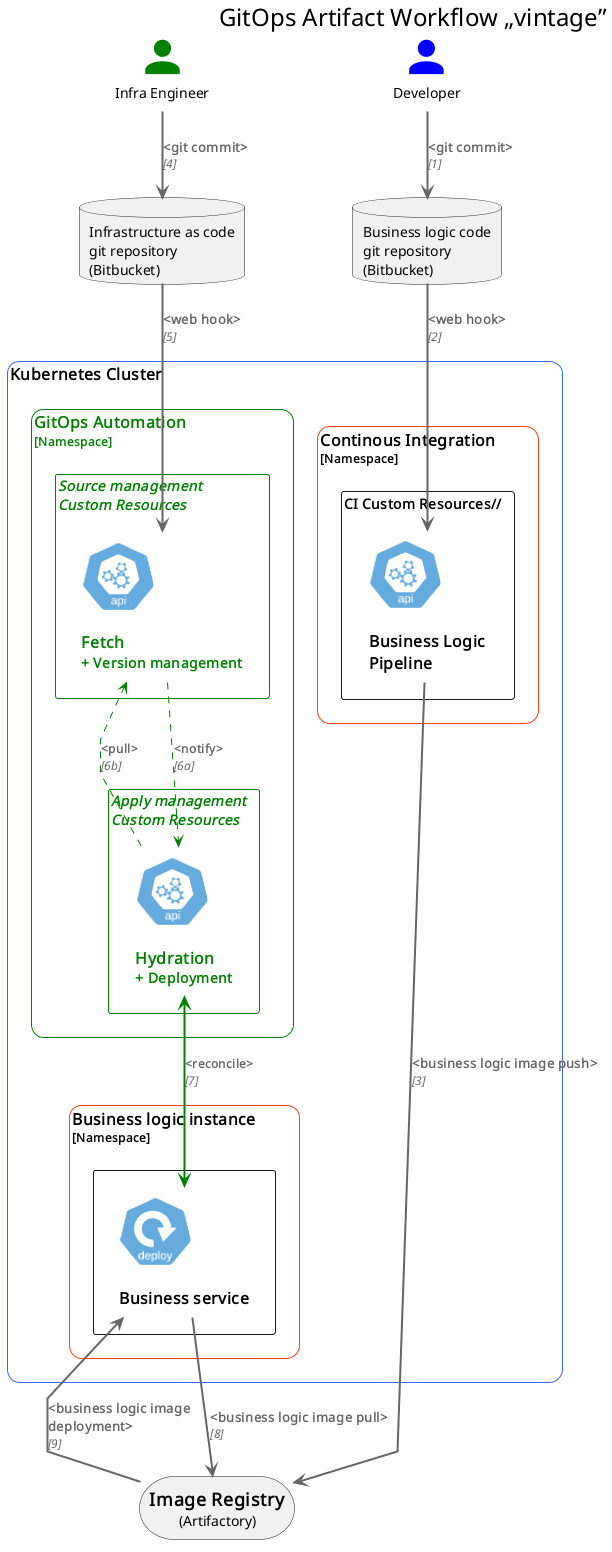 GitOps Artifact Workflow „vintage”
Infra Engineer
Developer
<git commit>
[4]
<git commit>
[1]
Infrastructure as code
git repository
(Bitbucket)
Business logic code
git repository
(Bitbucket)
<web hook>
[5]
<web hook>
[2]
Kubernetes Cluster
GitOps Automation
[Namespace]
Continous Integration
[Namespace]
Source management
Custom Resources
CI Custom Resources//
api
api
Fetch
+ Version management
Business Logic
Pipeline
<pull>
[6b]
<notify>
[6a]
Apply management
Custom Resources
api
Hydration
+ Deployment
<reconcile>
[7]
<business logic image push>
[3]
Business logic instance
[Namespace]
deploy
Business service
<business logic image
deployment>
[9]
<business logic image pull>
[8]
Image Registry
(Artifactory)